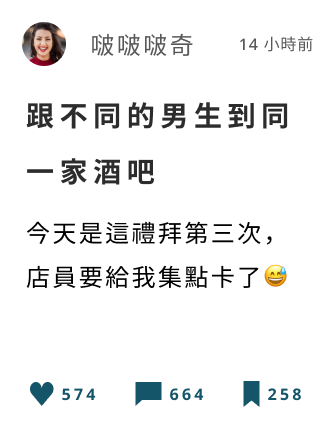 啵啵啵奇
14 小時前
跟不同的男生到同
一家酒吧
今天是這禮拜第三次，
店員要給我集點卡了😅
574
664
258